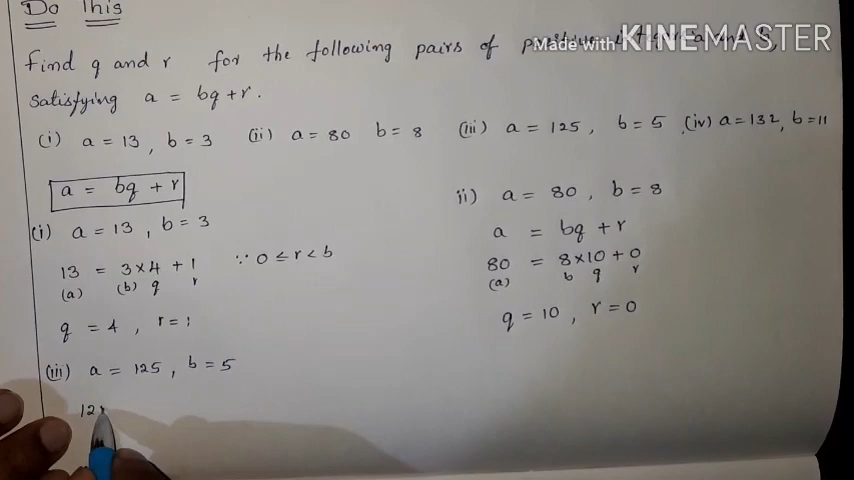 Do This
Find q and r for the following pairs of
Made with KINEMASTER
satisfying a = bq + r.
(i) a = 13, b = 3 (ii) a = 80 b = 8 (iii) a = 125, b = 5, (iv) a = 132, b = 11
a = bq + r
(i) a = 13, b = 3
13 = 3×4 + 1 ∵ 0 ≤ r < b
(a) (b) q r
q = 4, r = 1
(iii) a = 125, b = 5
12
ii) a = 80, b = 8
a = bq + r
80 = 8×10 + 0
(a) b q r
q = 10, r = 0